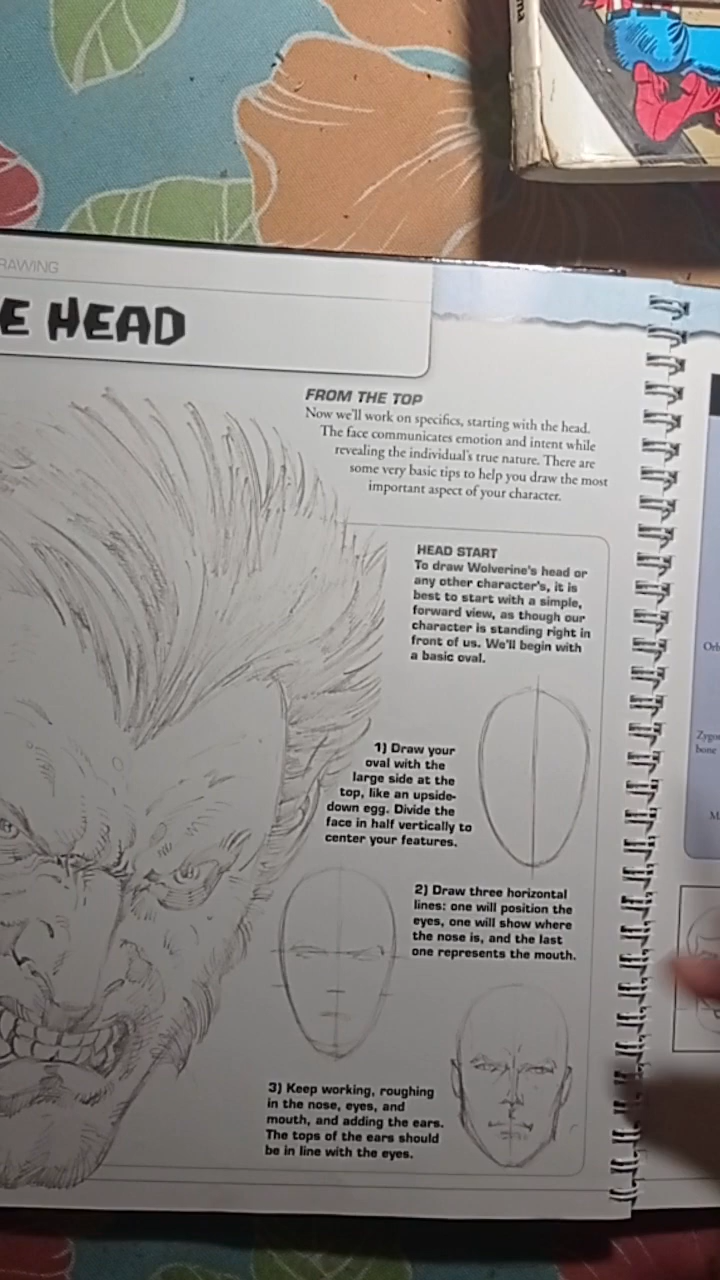 RAWING
E HEAD
FROM THE TOP
Now we'll work on specifics, starting with the head.
The face communicates emotion and intent while
revealing the individual's true nature. There are
some very basic tips to help you draw the most
important aspect of your character.
HEAD START
To draw Wolverine's head or
any other character's, it is
best to start with a simple,
forward view, as though our
character is standing right in
front of us. We'll begin with
a basic oval.
1) Draw your
oval with the
large side at the
top, like an upside-
down egg. Divide the
face in half vertically to
center your features.
2) Draw three horizontal
lines: one will position the
eyes, one will show where
the nose is, and the last
one represents the mouth.
3) Keep working, roughing
in the nose, eyes, and
mouth, and adding the ears.
The tops of the ears should
be in line with the eyes.
bone